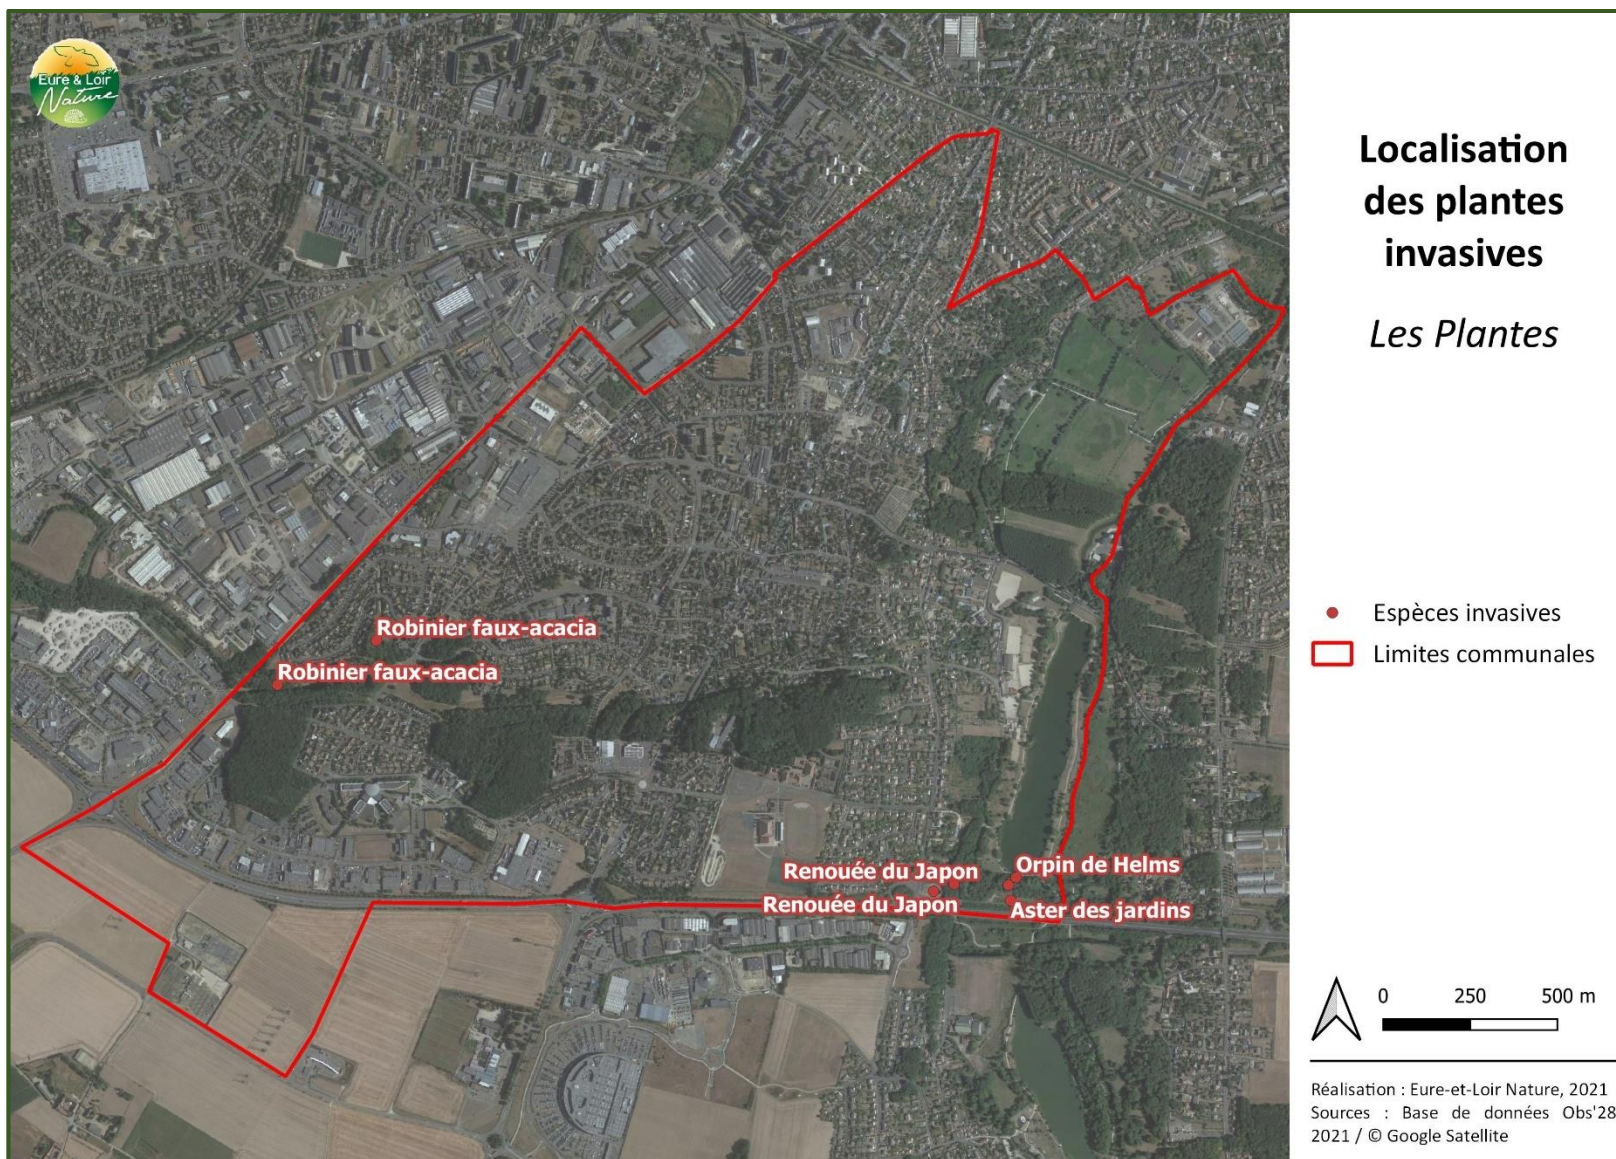 Eure & Loir
Nature
Localisation
des plantes
invasives
Les Plantes
Espèces invasives
Limites communales
Robinier faux-acacia
Robinier faux-acacia
Renouée du Japon
Orpin de Helms
Renouée du Japon
Aster des jardins
0 250 500 m
Réalisation : Eure-et-Loir Nature, 2021
Sources : Base de données Obs'28
2021 / © Google Satellite